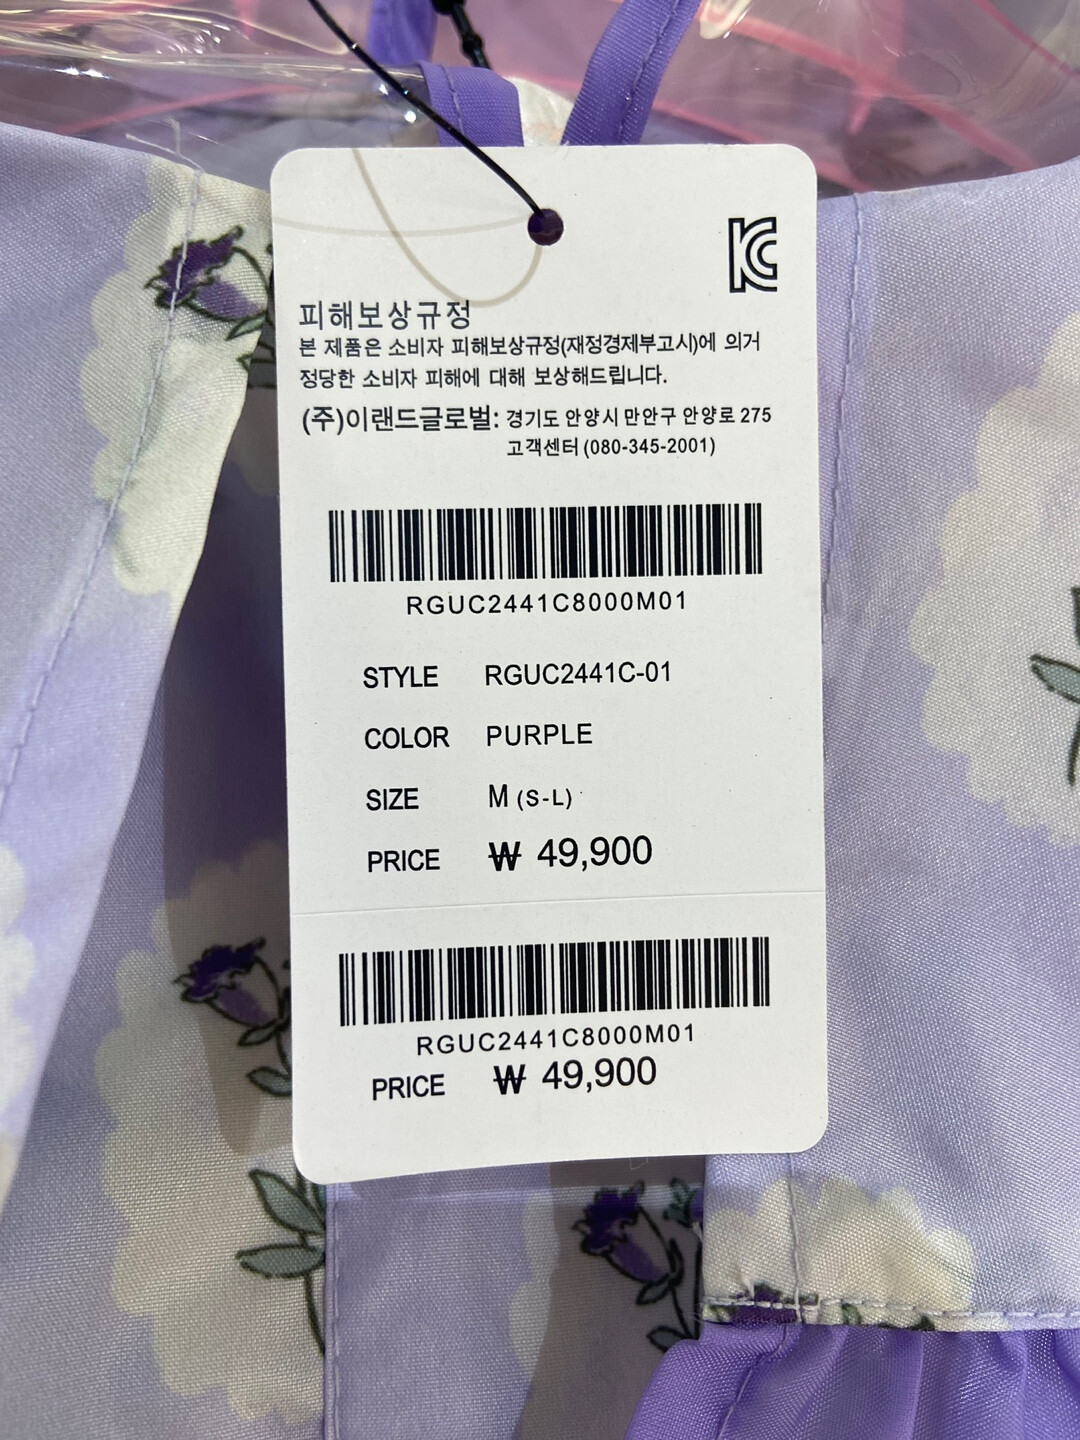 KC
피해보상규정
본 제품은 소비자 피해보상규정(재정경제부고시)에 의거
정당한 소비자 피해에 대해 보상해드립니다.
(주)이랜드글로벌: 경기도 안양시 만안구 안양로 275
고객센터 (080-345-2001)
RGUC2441C8000M01
STYLE RGUC2441C-01
COLOR PURPLE
SIZE M (S-L)
PRICE ₩ 49,900
RGUC2441C8000M01
PRICE ₩ 49,900